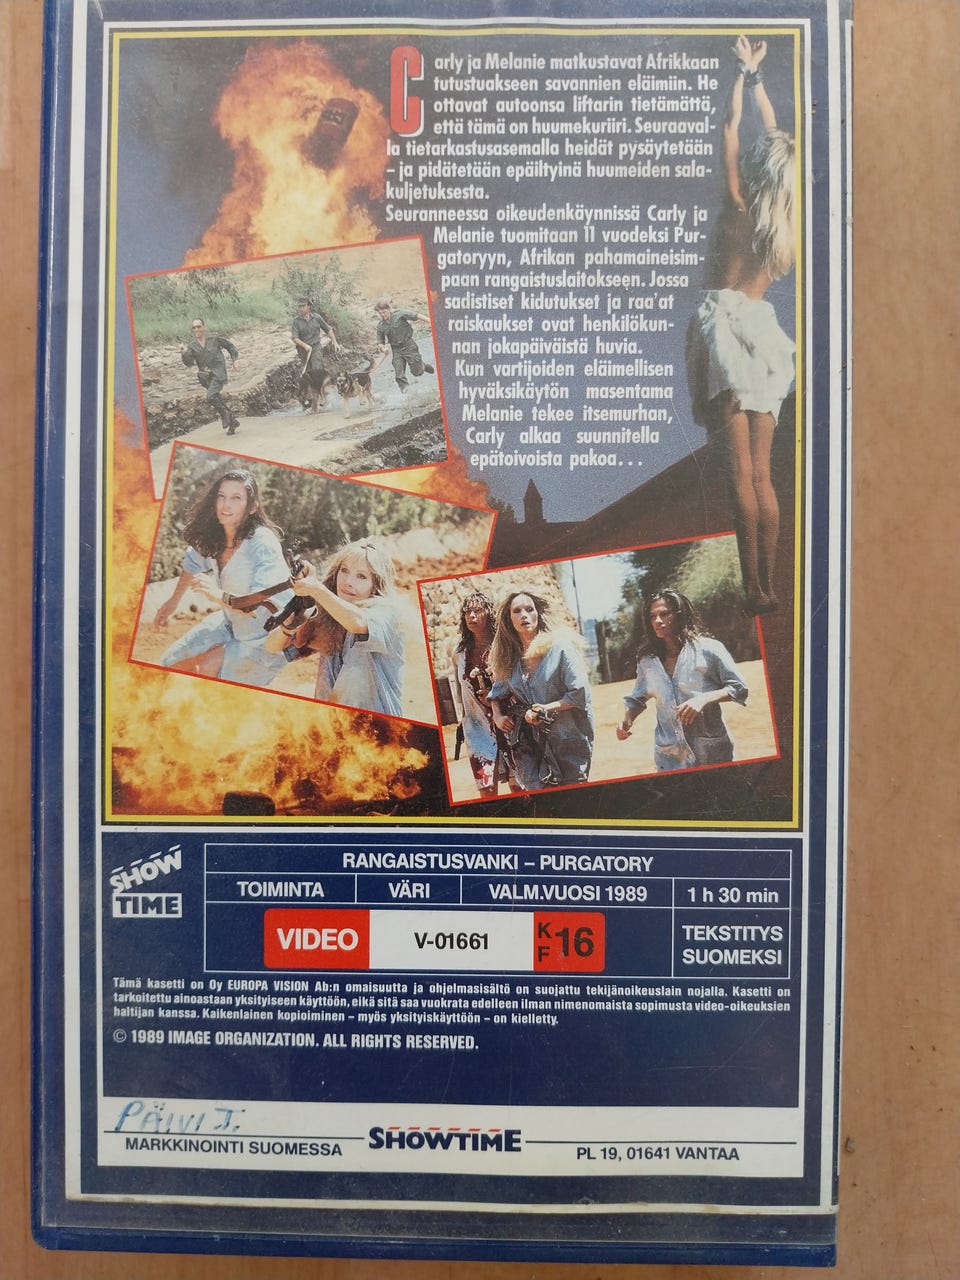 Carly ja Melanie matkustavat Afrikkaan
tutustuakseen savannien eläimiin. He
ottavat autoonsa liftarin tietämättä,
että tämä on huumekuriiri. Seuraaval-
la tietarkastusasemalla heidät pysäytetään
– ja pidätetään epäiltyinä huumeiden sala-
kuljetuksesta.
Seuranneessa oikeudenkäynnissä Carly ja
Melanie tuomitaan 11 vuodeksi Pur-
gatoryyn, Afrikan pahamaineisim-
paan rangaistuslaitokseen. Jossa
sadistiset kidutukset ja raa'at
raiskaukset ovat henkilökun-
nan jokapäiväistä huvia.
Kun vartijoiden eläimellisen
hyväksikäytön masentama
Melanie tekee itsemurhan,
Carly alkaa suunnitella
epätoivoista pakoa...
SHOW
TIME
RANGAISTUSVANKI – PURGATORY
TOIMINTA VÄRI VALM.VUOSI 1989 1 h 30 min
VIDEO V-01661 K F 16
TEKSTITYS
SUOMEKSI
Tämä kasetti on Oy EUROPA VISION Ab:n omaisuutta ja ohjelmasisältö on suojattu tekijänoikeuslain nojalla. Kasetti on
tarkoitettu ainoastaan yksityiseen käyttöön, eikä sitä saa vuokrata edelleen ilman nimenomaista sopimusta video-oikeuksien
haltijan kanssa. Kaikenlainen kopioiminen – myös yksityiskäyttöön – on kielletty.
© 1989 IMAGE ORGANIZATION. ALL RIGHTS RESERVED.
PÄIVI T.
MARKKINOINTI SUOMESSA SHOWTIME PL 19, 01641 VANTAA